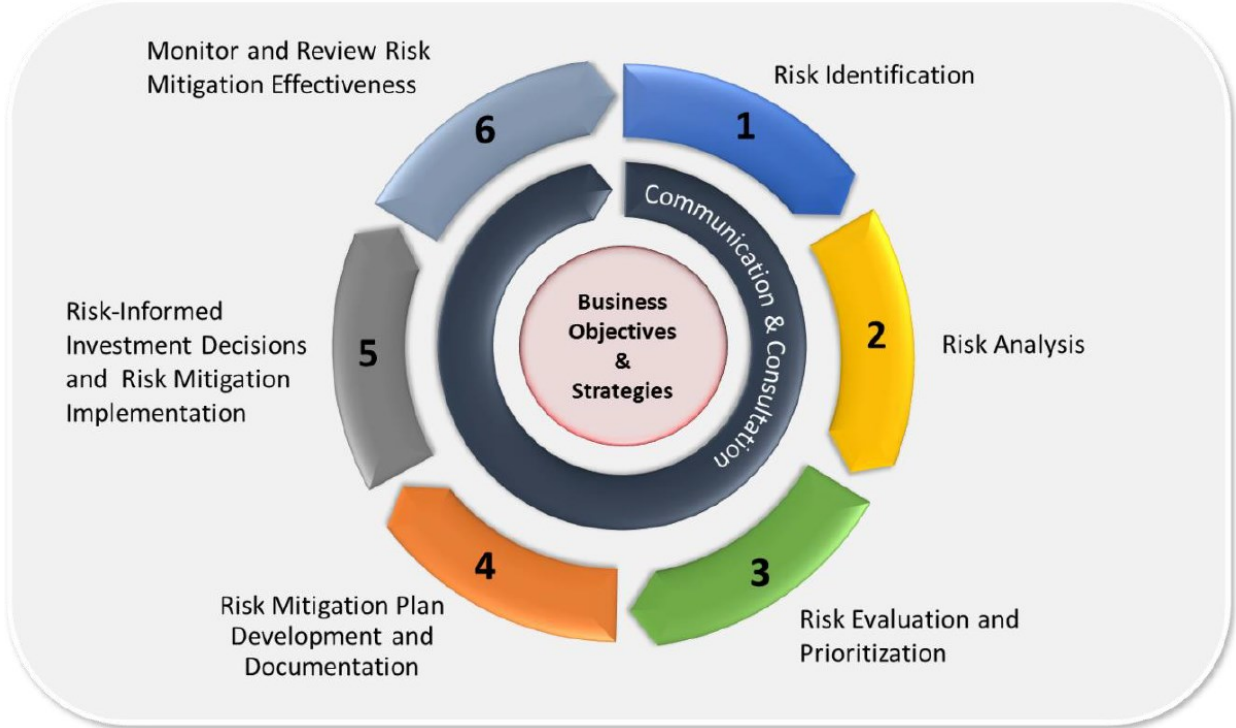 Monitor and Review Risk
Mitigation Effectiveness
6
1
Risk Identification
Communication & Consultation
Business
Objectives
&
Strategies
2
Risk Analysis
Risk-Informed
Investment Decisions
and Risk Mitigation
Implementation
5
4
3
Risk Mitigation Plan
Development and
Documentation
Risk Evaluation and
Prioritization